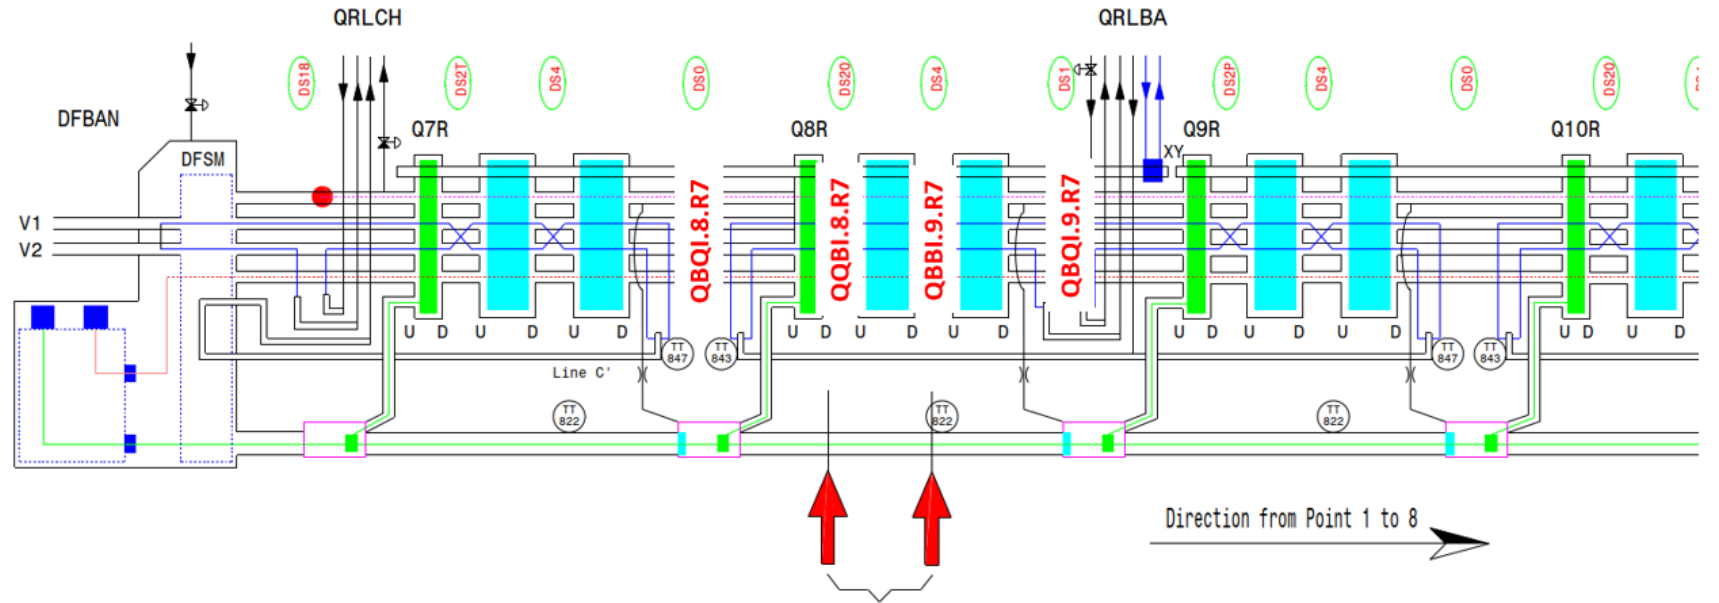 QRLCH
QRLBA
DS18
DS2T
DS4
DS0
DS20
DS4
DS1
DS2P
DS4
DS0
DS20
DFBAN
Q7R
Q8R
Q9R
Q10R
DFSM
XY
QBQI.8.R7
QQBI.8.R7
QBBI.9.R7
QBQI.9.R7
V1
V2
U D U D U D U D U D U D U D U D U D U D U D
TT
847
TT
843
TT
847
TT
843
Line C'
TT
822
TT
822
TT
822
Direction from Point 1 to 8